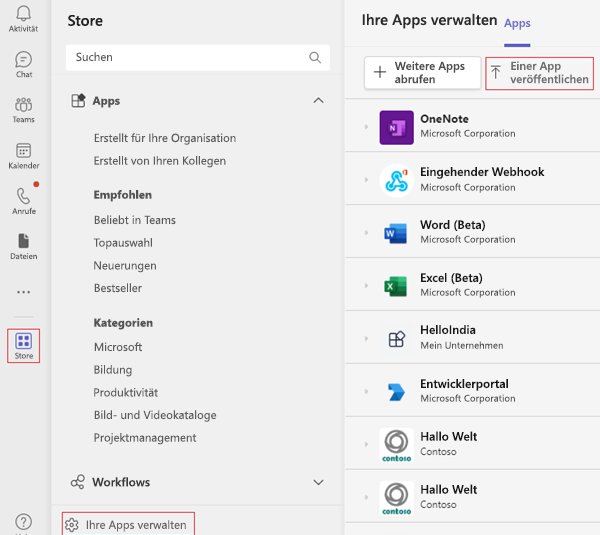 Aktivität
Chat
Teams
Kalender
Anrufe
Dateien
Store
Store
Suchen
Apps
Erstellt für Ihre Organisation
Erstellt von Ihren Kollegen
Empfohlen
Beliebt in Teams
Topauswahl
Neuerungen
Bestseller
Kategorien
Microsoft
Bildung
Produktivität
Bild- und Videokataloge
Projektmanagement
Workflows
Ihre Apps verwalten
Ihre Apps verwalten Apps
Weitere Apps
abrufen
Einer App
veröffentlichen
OneNote
Microsoft Corporation
Eingehender Webhook
Microsoft Corporation
Word (Beta)
Microsoft Corporation
Excel (Beta)
Microsoft Corporation
HelloIndia
Mein Unternehmen
Entwicklerportal
Microsoft Corporation
contoso
Hallo Welt
Contoso
contoso
Hallo Welt
Contoso